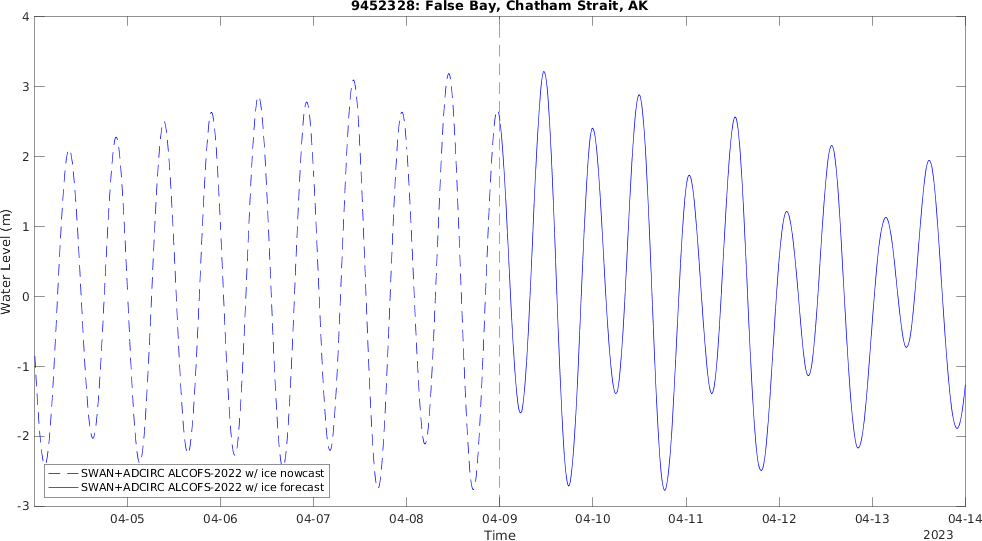 9452328: False Bay, Chatham Strait, AK
4
3
2
1
0
-1
-2
-3
Water Level (m)
SWAN+ADCIRC ALCOFS-2022 w/ ice nowcast
SWAN+ADCIRC ALCOFS-2022 w/ ice forecast
04-05 04-06 04-07 04-08 04-09 04-10 04-11 04-12 04-13 04-14
Time
2023